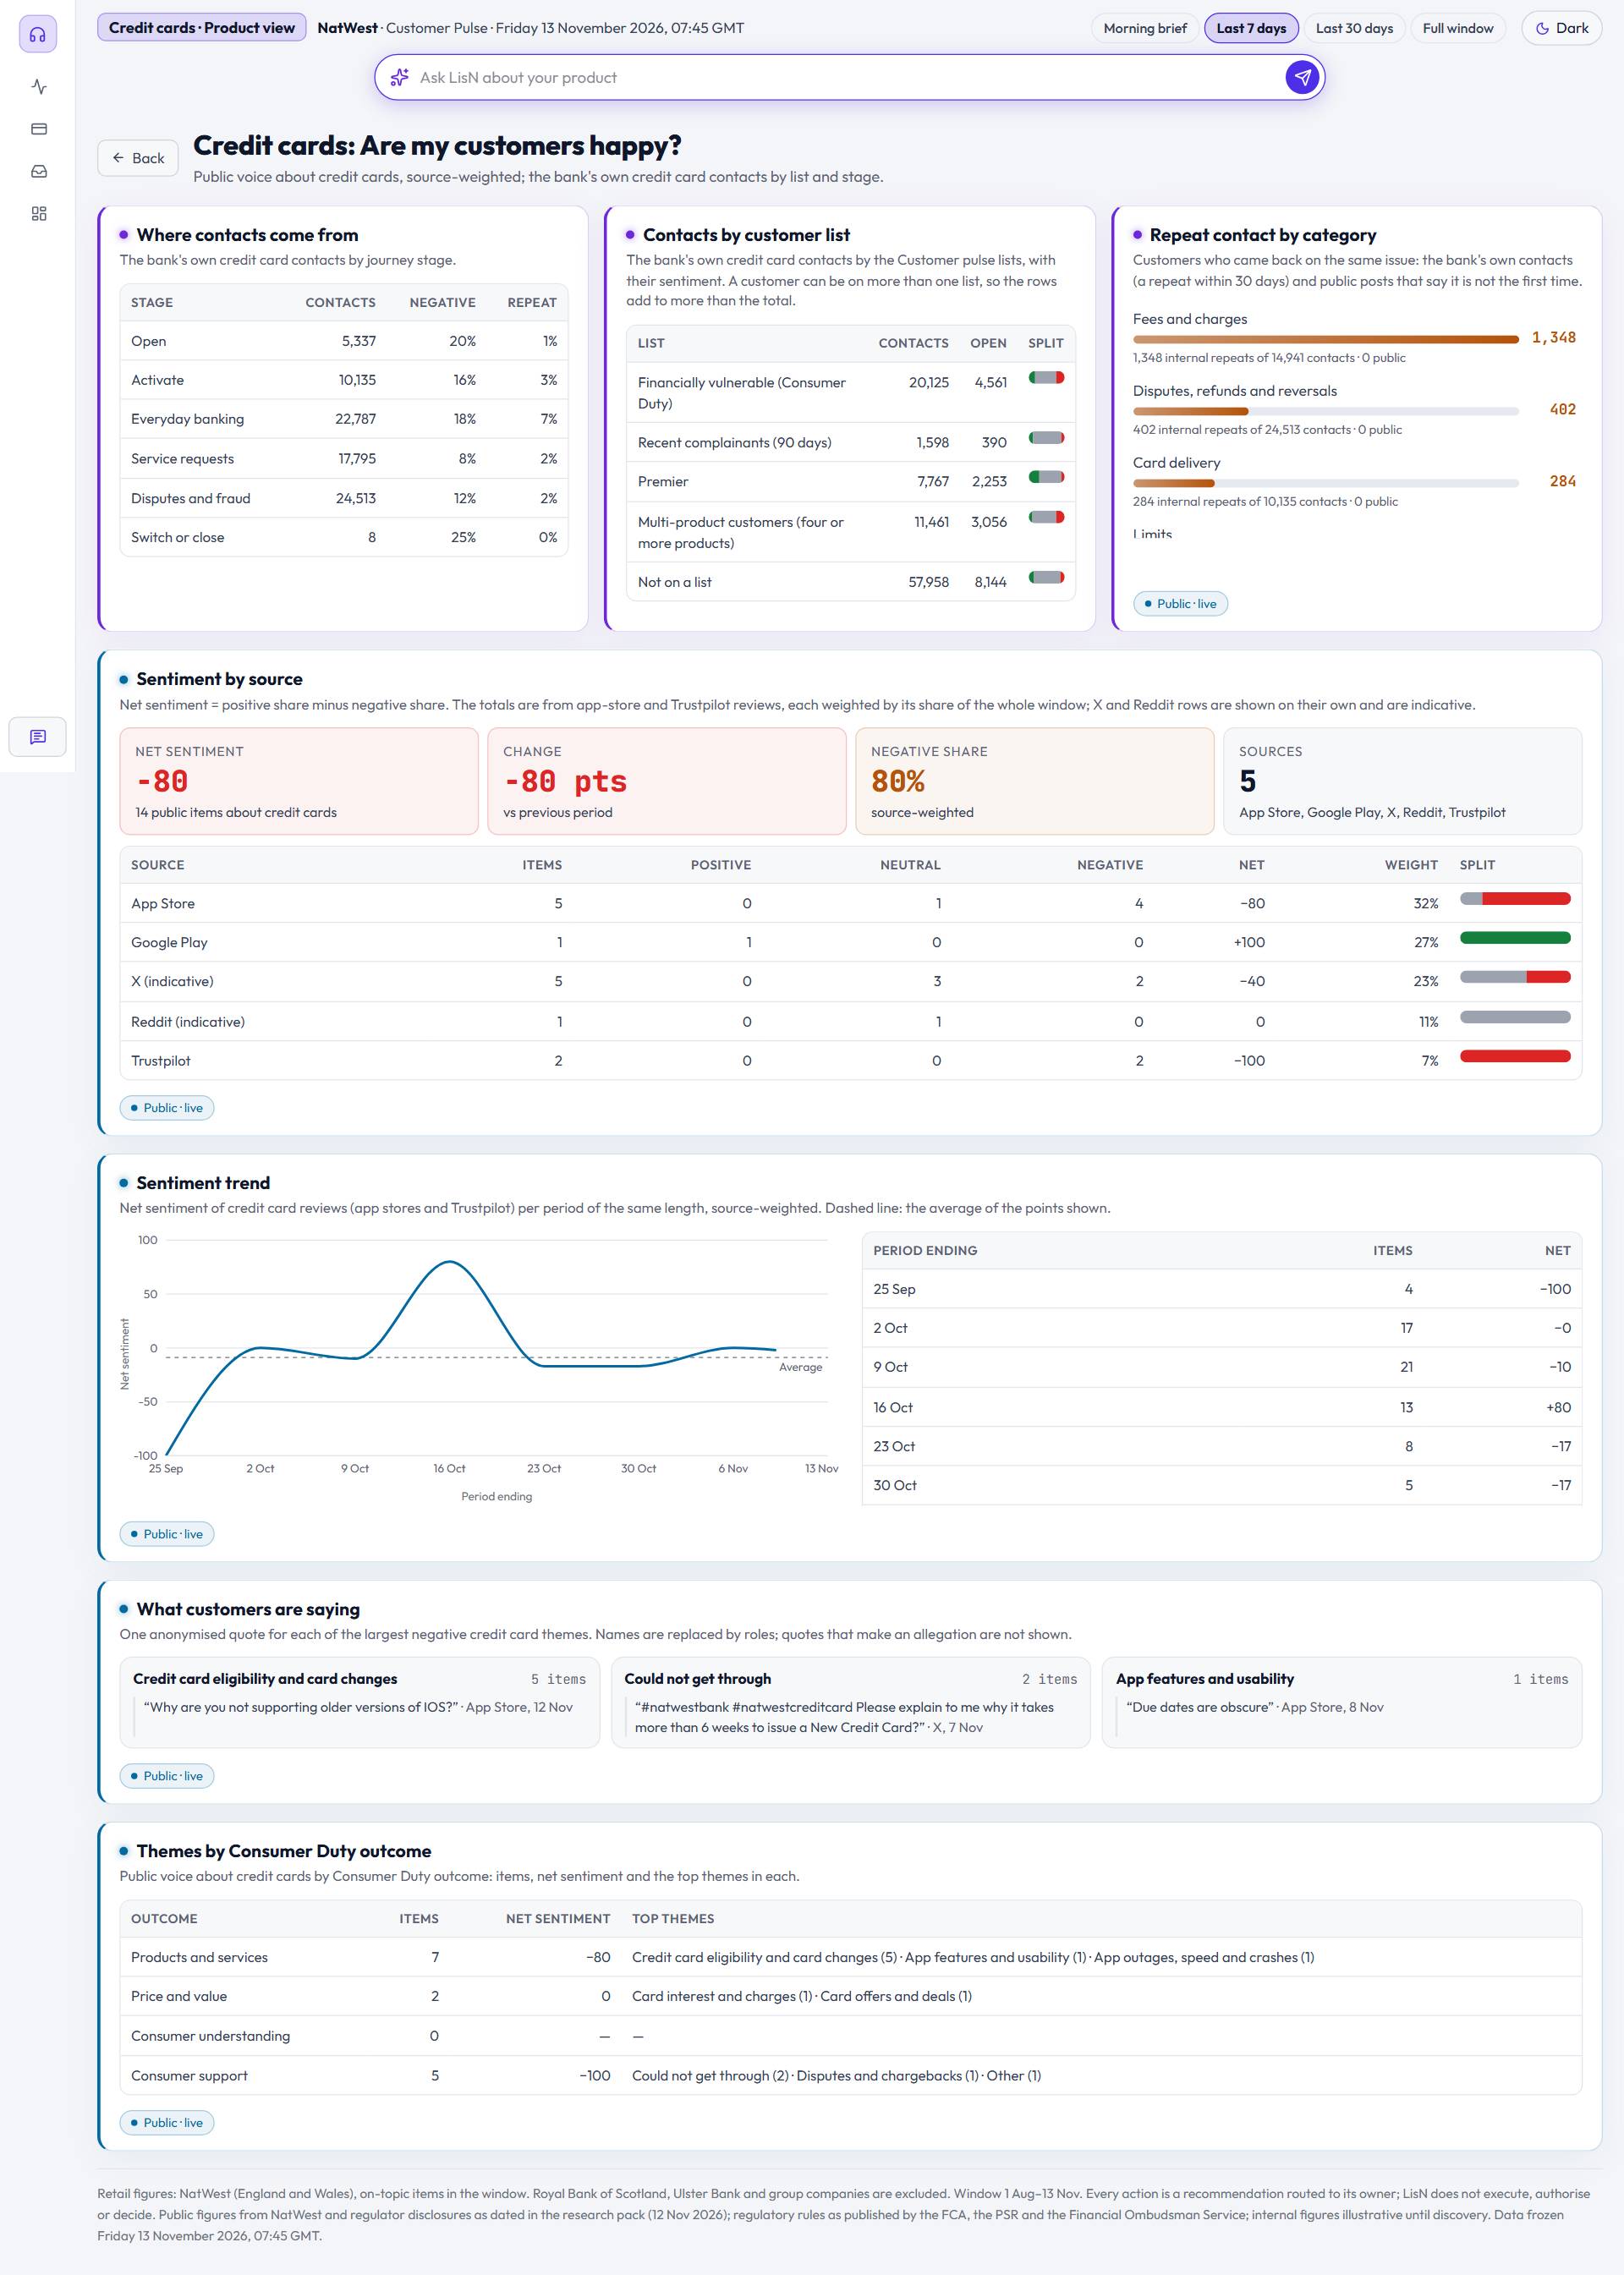 Credit cards · Product view NatWest · Customer Pulse · Friday 13 November 2026, 07:45 GMT Morning brief Last 7 days Last 30 days Full window Dark
Ask LisN about your product
Back
Credit cards: Are my customers happy?
Public voice about credit cards, source-weighted; the bank's own credit card contacts by list and stage.
Where contacts come from
The bank's own credit card contacts by journey stage.
STAGE CONTACTS NEGATIVE REPEAT
Open 5,337 20% 1%
Activate 10,135 16% 3%
Everyday banking 22,787 18% 7%
Service requests 17,795 8% 2%
Disputes and fraud 24,513 12% 2%
Switch or close 8 25% 0%
Contacts by customer list
The bank's own credit card contacts by the Customer pulse lists, with
their sentiment. A customer can be on more than one list, so the rows
add to more than the total.
LIST CONTACTS OPEN SPLIT
Financially vulnerable (Consumer
Duty) 20,125 4,561
Recent complainants (90 days) 1,598 390
Premier 7,767 2,253
Multi-product customers (four or
more products) 11,461 3,056
Not on a list 57,958 8,144
Repeat contact by category
Customers who came back on the same issue: the bank's own contacts
(a repeat within 30 days) and public posts that say it is not the first time.
Fees and charges
1,348
1,348 internal repeats of 14,941 contacts · 0 public
Disputes, refunds and reversals
402
402 internal repeats of 24,513 contacts · 0 public
Card delivery
284
284 internal repeats of 10,135 contacts · 0 public
Limits
Public · live
Sentiment by source
Net sentiment = positive share minus negative share. The totals are from app-store and Trustpilot reviews, each weighted by its share of the whole window; X and Reddit rows are shown on their own and are indicative.
NET SENTIMENT
-80
14 public items about credit cards
CHANGE
-80 pts
vs previous period
NEGATIVE SHARE
80%
source-weighted
SOURCES
5
App Store, Google Play, X, Reddit, Trustpilot
SOURCE ITEMS POSITIVE NEUTRAL NEGATIVE NET WEIGHT SPLIT
App Store 5 0 1 4 −80 32%
Google Play 1 1 0 0 +100 27%
X (indicative) 5 0 3 2 −40 23%
Reddit (indicative) 1 0 1 0 0 11%
Trustpilot 2 0 0 2 −100 7%
Public · live
Sentiment trend
Net sentiment of credit card reviews (app stores and Trustpilot) per period of the same length, source-weighted. Dashed line: the average of the points shown.
100
50
0
-50
-100
Net sentiment
Average
25 Sep 2 Oct 9 Oct 16 Oct 23 Oct 30 Oct 6 Nov 13 Nov
Period ending
PERIOD ENDING ITEMS NET
25 Sep 4 −100
2 Oct 17 −0
9 Oct 21 −10
16 Oct 13 +80
23 Oct 8 −17
30 Oct 5 −17
Public · live
What customers are saying
One anonymised quote for each of the largest negative credit card themes. Names are replaced by roles; quotes that make an allegation are not shown.
Credit card eligibility and card changes 5 items
“Why are you not supporting older versions of IOS?” · App Store, 12 Nov
Could not get through 2 items
“#natwestbank #natwestcreditcard Please explain to me why it takes
more than 6 weeks to issue a New Credit Card?” · X, 7 Nov
App features and usability 1 items
“Due dates are obscure” · App Store, 8 Nov
Public · live
Themes by Consumer Duty outcome
Public voice about credit cards by Consumer Duty outcome: items, net sentiment and the top themes in each.
OUTCOME ITEMS NET SENTIMENT TOP THEMES
Products and services 7 −80 Credit card eligibility and card changes (5) · App features and usability (1) · App outages, speed and crashes (1)
Price and value 2 0 Card interest and charges (1) · Card offers and deals (1)
Consumer understanding 0 — —
Consumer support 5 −100 Could not get through (2) · Disputes and chargebacks (1) · Other (1)
Public · live
Retail figures: NatWest (England and Wales), on-topic items in the window. Royal Bank of Scotland, Ulster Bank and group companies are excluded. Window 1 Aug–13 Nov. Every action is a recommendation routed to its owner; LisN does not execute, authorise
or decide. Public figures from NatWest and regulator disclosures as dated in the research pack (12 Nov 2026); regulatory rules as published by the FCA, the PSR and the Financial Ombudsman Service; internal figures illustrative until discovery. Data frozen
Friday 13 November 2026, 07:45 GMT.